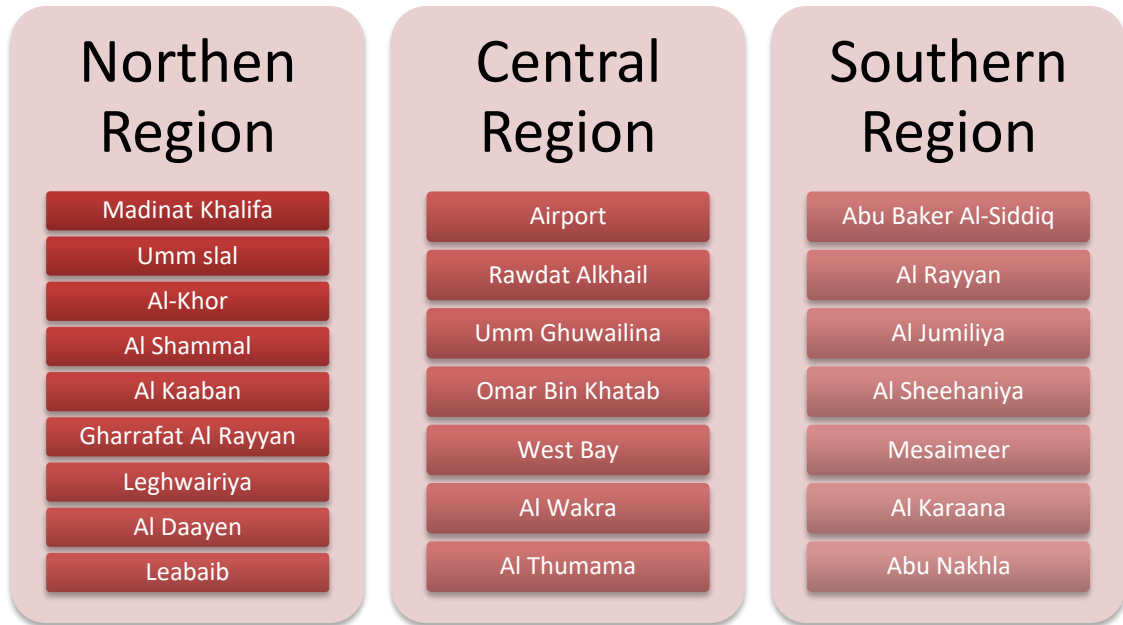 Northen
Region
Madinat Khalifa
Umm slal
Al-Khor
Al Shammal
Al Kaaban
Gharrafat Al Rayyan
Leghwairiya
Al Daayen
Leabaib
Central
Region
Airport
Rawdat Alkhail
Umm Ghuwailina
Omar Bin Khatab
West Bay
Al Wakra
Al Thumama
Southern
Region
Abu Baker Al-Siddiq
Al Rayyan
Al Jumiliya
Al Sheehaniya
Mesaimeer
Al Karaana
Abu Nakhla